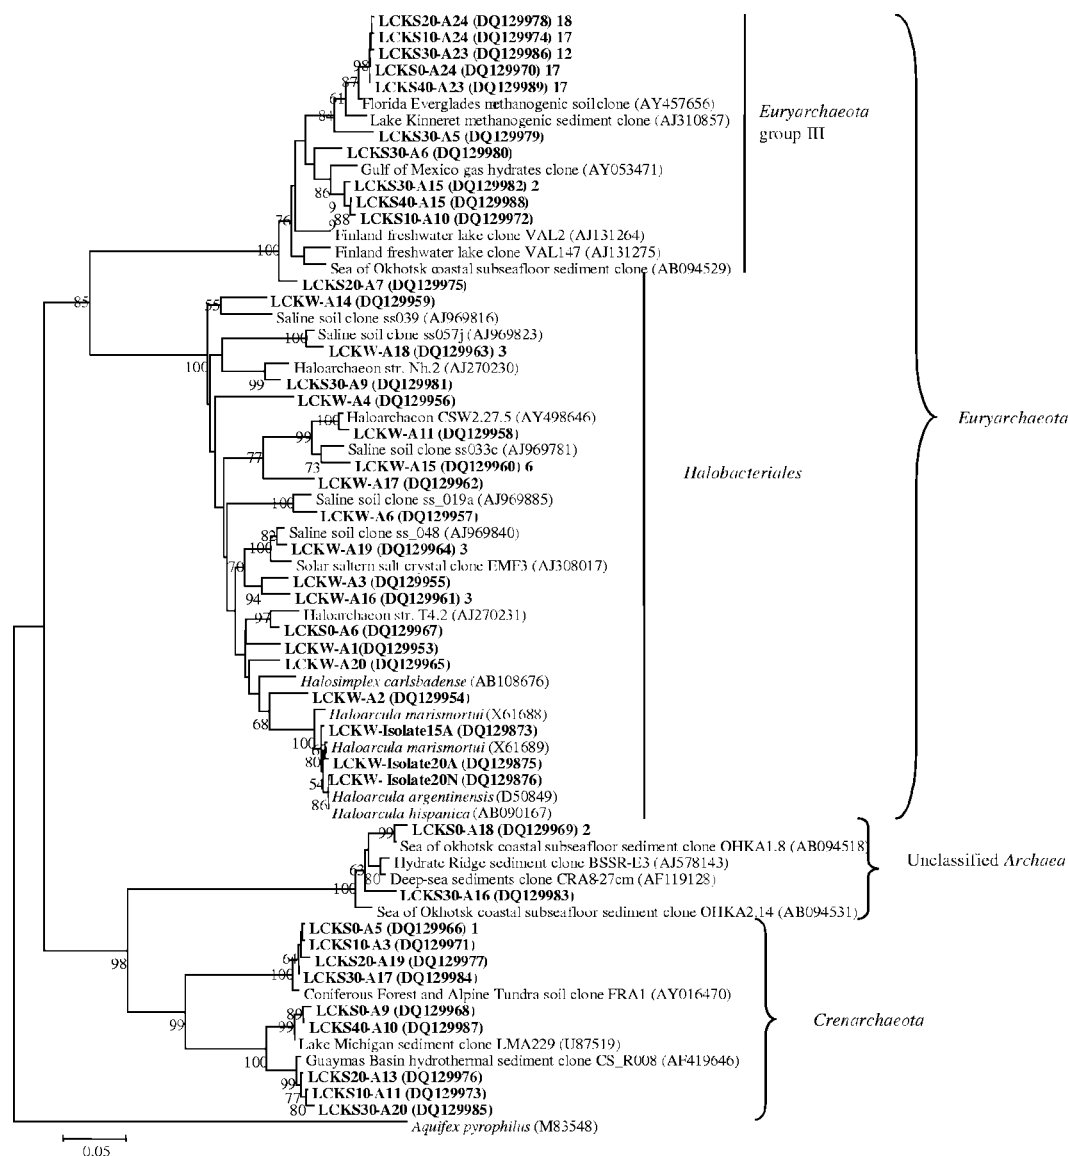 LCKS20-A24 (DQ129978) 18
LCKS10-A24 (DQ129974) 17
LCKS30-A23 (DQ129986) 12
98
LCKS0-A24 (DQ129970) 17
87
LCKS40-A23 (DQ129989) 17
61
Florida Everglades methanogenic soil clone (AY457656)
84
Lake Kinneret methanogenic sediment clone (AJ310857)
Euryarchaeota
group III
LCKS30-A5 (DQ129979)
LCKS30-A6 (DQ129980)
Gulf of Mexico gas hydrates clone (AY053471)
LCKS30-A15 (DQ129982) 2
86
LCKS40-A15 (DQ129988)
9
88
LCKS10-A10 (DQ129972)
76
9
Finland freshwater lake clone VAL2 (AJ131264)
100
Finland freshwater lake clone VAL147 (AJ131275)
Sea of Okhotsk coastal subseafloor sediment clone (AB094529)
LCKS20-A7 (DQ129975)
85
55
LCKW-A14 (DQ129959)
Saline soil clone ss039 (AJ969816)
100
Saline soil clone ss057j (AJ969823)
LCKW-A18 (DQ129963) 3
100
Haloarchaeon str. Nh.2 (AJ270230)
99
LCKS30-A9 (DQ129981)
LCKW-A4 (DQ129956)
100
Haloarchaeon CSW2.27.5 (AY498646)
Euryarchaeota
99
LCKW-A11 (DQ129958)
Saline soil clone ss033c (AJ969781)
77
73
LCKW-A15 (DQ129960) 6
Halobacteriales
LCKW-A17 (DQ129962)
100
Saline soil clone ss_019a (AJ969885)
LCKW-A6 (DQ129957)
82
Saline soil clone ss_048 (AJ969840)
100
LCKW-A19 (DQ129964) 3
70
Solar saltern salt crystal clone EMF3 (AJ308017)
LCKW-A3 (DQ129955)
94
LCKW-A16 (DQ129961) 3
97
Haloarchaeon str. T4.2 (AJ270231)
LCKS0-A6 (DQ129967)
LCKW-A1(DQ129953)
LCKW-A20 (DQ129965)
Halosimplex carlsbadense (AB108676)
LCKW-A2 (DQ129954)
68
Haloarcula marismortui (X61688)
LCKW-Isolate15A (DQ129873)
100
Haloarcula marismortui (X61689)
80
LCKW-Isolate20A (DQ129875)
54
LCKW- Isolate20N (DQ129876)
Haloarcula argentinensis (D50849)
86
Haloarcula hispanica (AB090167)
99
LCKS0-A18 (DQ129969) 2
Sea of okhotsk coastal subseafloor sediment clone OHKA1.8 (AB094518)
Hydrate Ridge sediment clone BSSR-E3 (AJ578143)
Unclassified Archaea
63
80
Deep-sea sediments clone CRA8-27cm (AF119128)
100
LCKS30-A16 (DQ129983)
Sea of Okhotsk coastal subseafloor sediment clone OHKA2.14 (AB094531)
LCKS0-A5 (DQ129966) 1
LCKS10-A3 (DQ129971)
98
64
LCKS20-A19 (DQ129977)
100
LCKS30-A17 (DQ129984)
Coniferous Forest and Alpine Tundra soil clone FRA1 (AY016470)
89
LCKS0-A9 (DQ129968)
99
99
LCKS40-A10 (DQ129987)
Crenarchaeota
Lake Michigan sediment clone LMA229 (U87519)
100
Guaymas Basin hydrothermal sediment clone CS_R008 (AF419646)
99
LCKS20-A13 (DQ129976)
77
LCKS10-A11 (DQ129973)
80
LCKS30-A20 (DQ129985)
Aquifex pyrophilus (M83548)
0.05